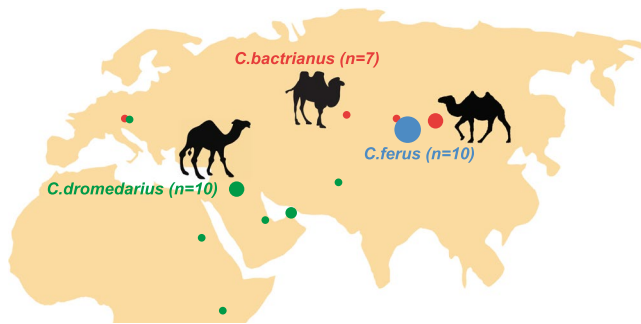 C.bactrianus (n=7)
C.ferus (n=10)
C.dromedarius (n=10)